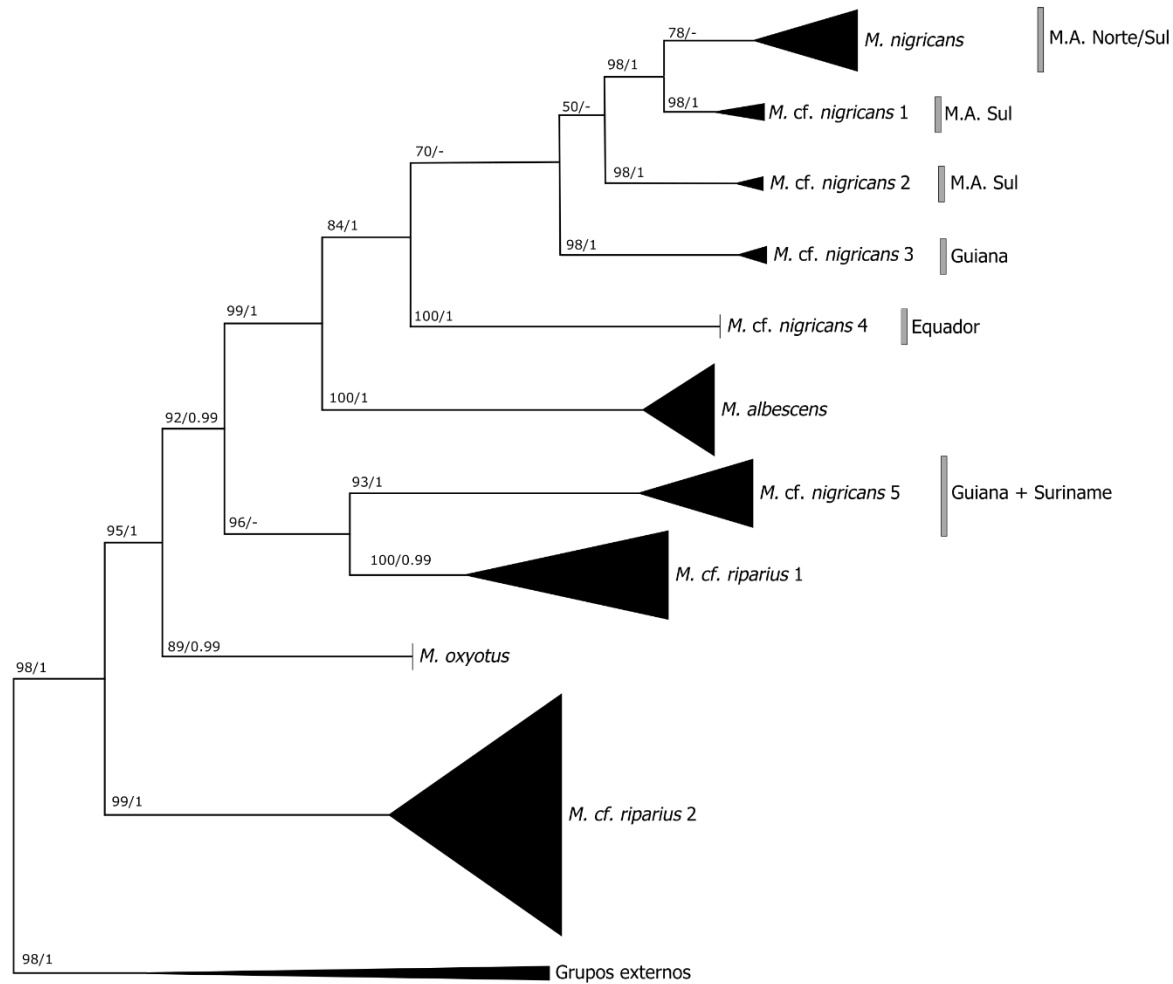 78/-
M. nigricans
M.A. Norte/Sul
98/1
98/1
M. cf. nigricans 1
M.A. Sul
50/-
98/1
M. cf. nigricans 2
M.A. Sul
70/-
98/1
M. cf. nigricans 3
Guiana
84/1
100/1
M. cf. nigricans 4
Equador
99/1
100/1
M. albescens
92/0.99
93/1
M. cf. nigricans 5
Guiana + Suriname
96/-
95/1
100/0.99
M. cf. riparius 1
89/0.99
M. oxyotus
98/1
99/1
M. cf. riparius 2
98/1
Grupos externos